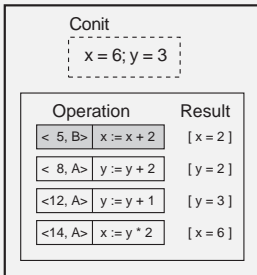 Conit
x = 6; y = 3
Operation Result
< 5, B> x := x + 2 [ x = 2 ]
< 8, A> y := y + 2 [ y = 2 ]
<12, A> y := y + 1 [ y = 3 ]
<14, A> x := y * 2 [ x = 6 ]